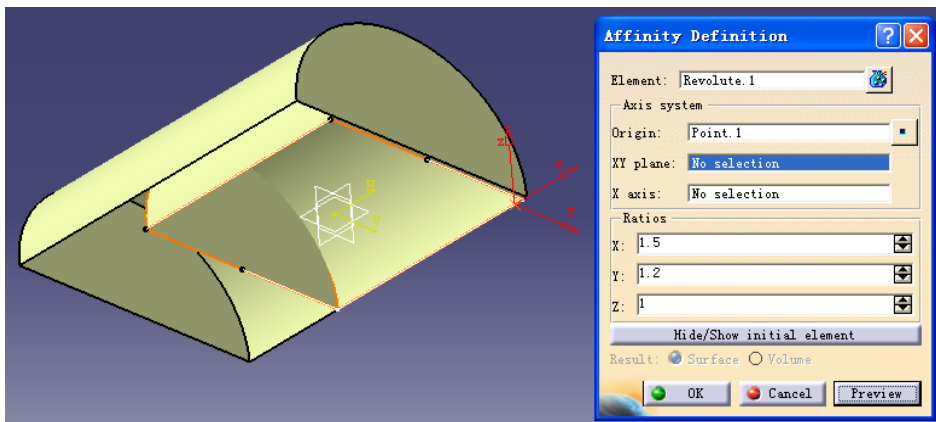 Affinity Definition
Element: Revolute.1
Axis system
Origin: Point.1
XY plane: No selection
X axis: No selection
Ratios
X: 1.5
Y: 1.2
Z: 1
Hide/Show initial element
Result: Surface Volume
OK Cancel Preview
z
x
y
H
V